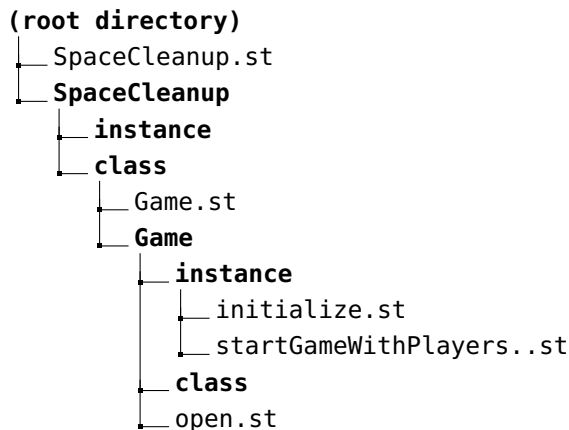 (root directory)
SpaceCleanup.st
SpaceCleanup
instance
class
Game.st
Game
instance
initialize.st
startGameWithPlayers..st
class
open.st